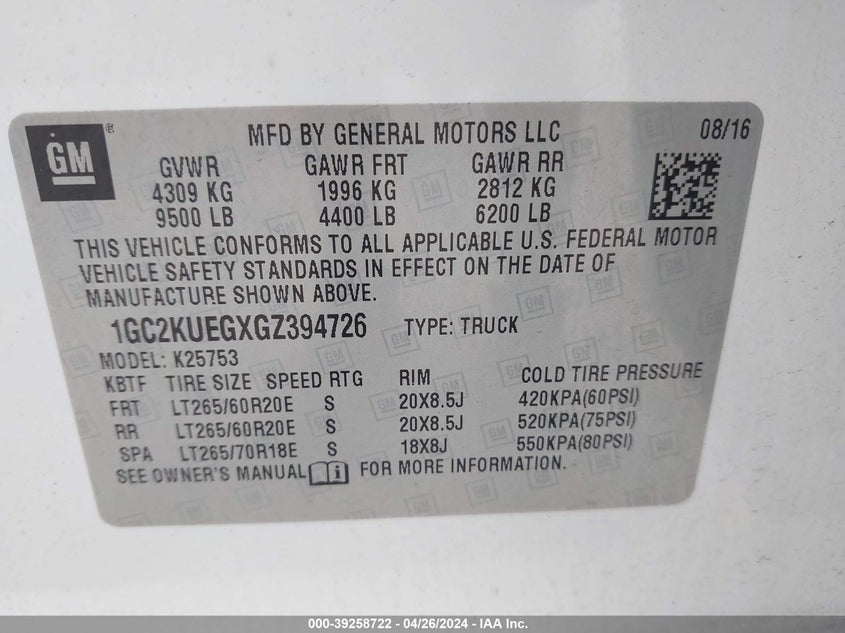 GM ®
MFD BY GENERAL MOTORS LLC 08/16
GVWR GAWR FRT GAWR RR
4309 KG 1996 KG 2812 KG
9500 LB 4400 LB 6200 LB
THIS VEHICLE CONFORMS TO ALL APPLICABLE U.S. FEDERAL MOTOR
VEHICLE SAFETY STANDARDS IN EFFECT ON THE DATE OF
MANUFACTURE SHOWN ABOVE.
1GC2KUEGXGZ394726 TYPE: TRUCK
MODEL: K25753
KBTF TIRE SIZE SPEED RTG RIM COLD TIRE PRESSURE
FRT LT265/60R20E S 20X8.5J 420KPA(60PSI)
RR LT265/60R20E S 20X8.5J 520KPA(75PSI)
SPA LT265/70R18E S 18X8J 550KPA(80PSI)
SEE OWNER'S MANUAL i FOR MORE INFORMATION.
000-39258722 - 04/26/2024 - IAA Inc.